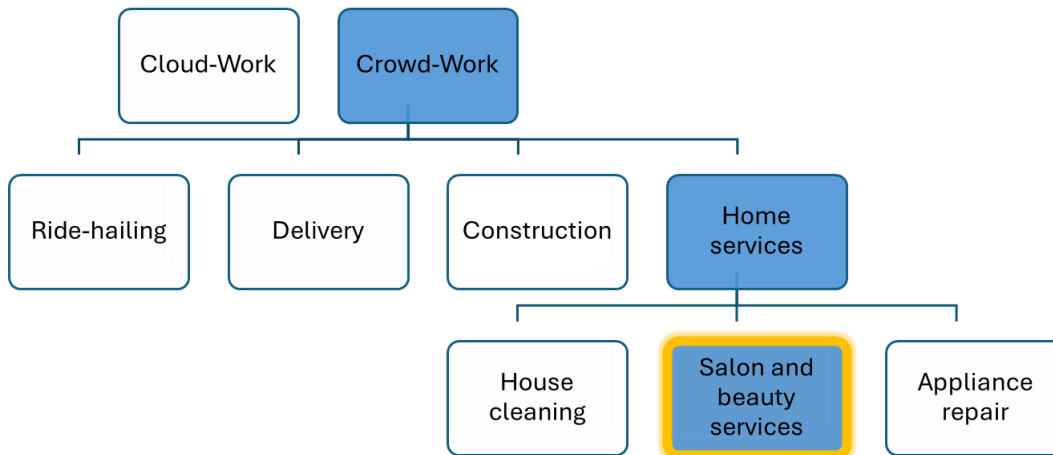 Cloud-Work
Crowd-Work
Ride-hailing
Delivery
Construction
Home
services
House
cleaning
Salon and
beauty
services
Appliance
repair